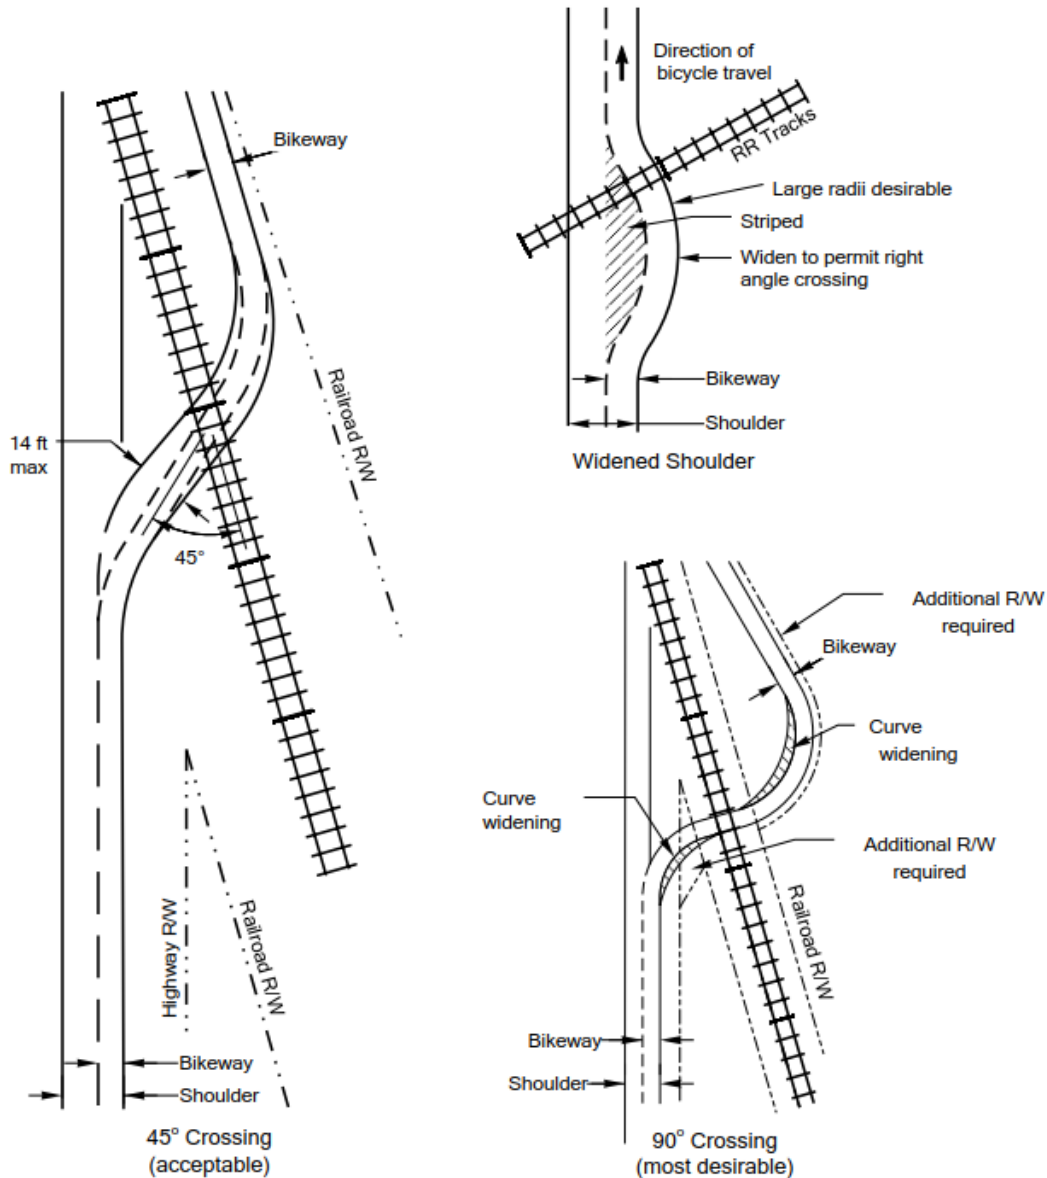 Bikeway
Railroad R/W
14 ft
max
45°
Highway R/W
Railroad R/W
Bikeway
Shoulder
45° Crossing
(acceptable)
Direction of
bicycle travel
RR Tracks
Large radii desirable
Striped
Widen to permit right
angle crossing
Bikeway
Shoulder
Widened Shoulder
Additional R/W
required
Bikeway
Curve
widening
Curve
widening
Additional R/W
required
Railroad R/W
Bikeway
Shoulder
90° Crossing
(most desirable)